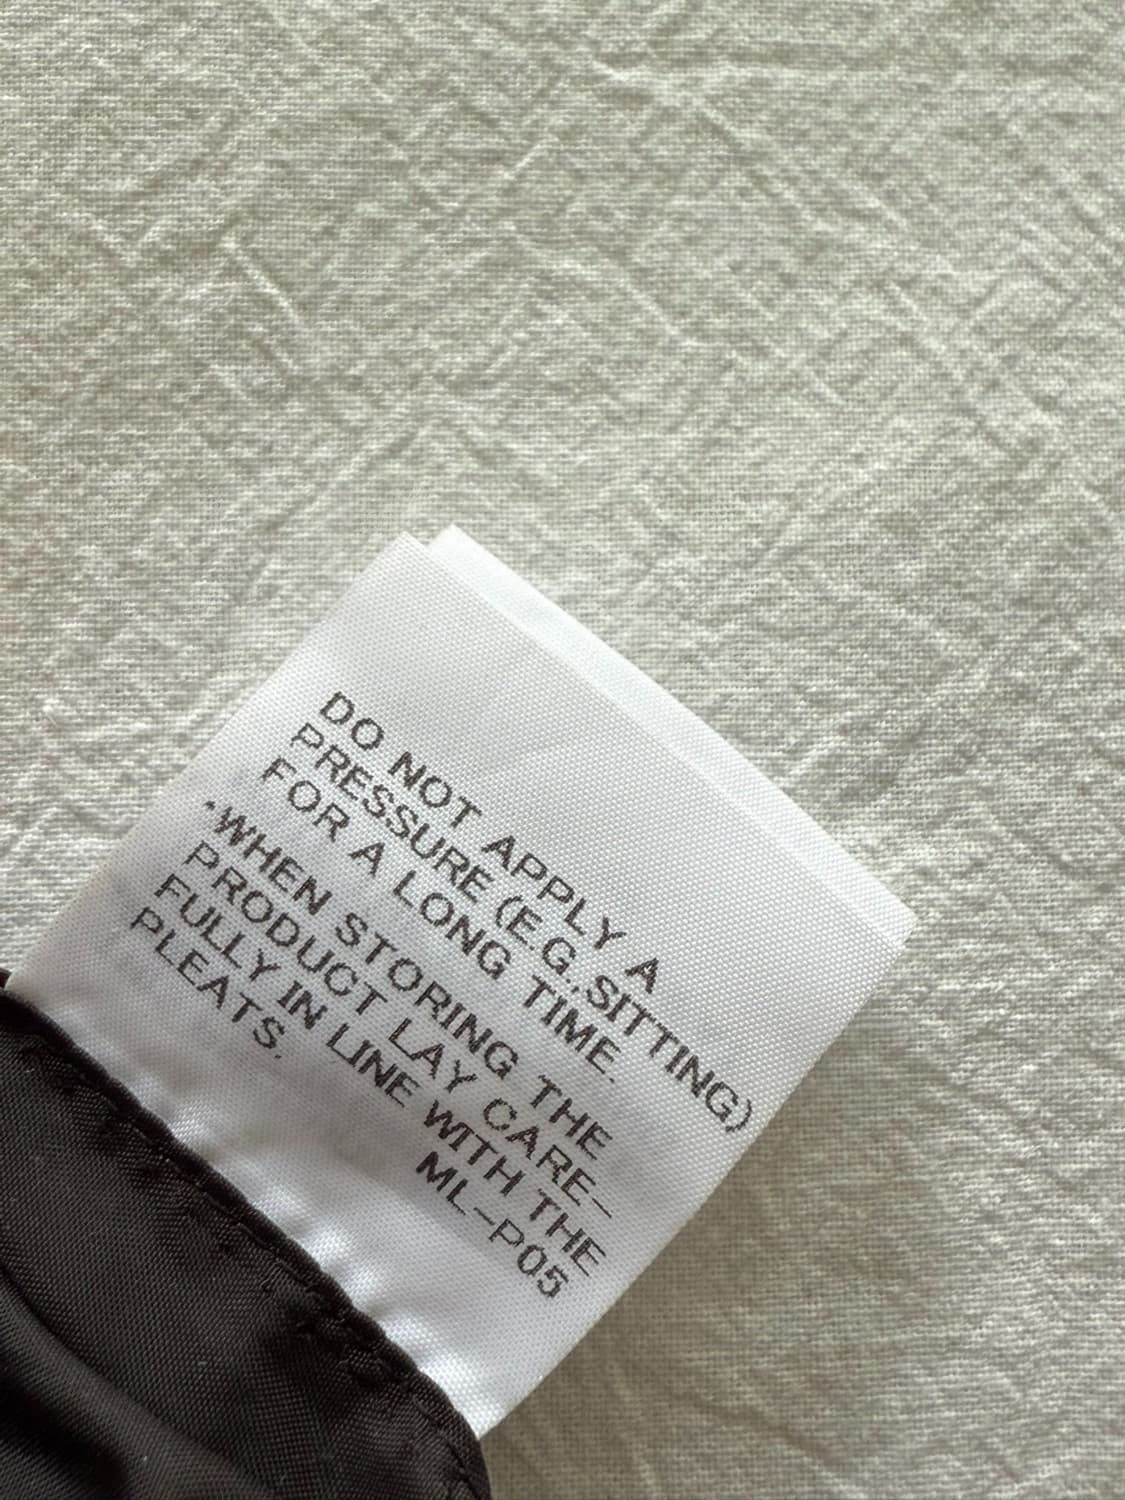 DO NOT APPLY A
PRESSURE (E.G.,SITTING)
FOR A LONG TIME.
·WHEN STORING THE
PRODUCT LAY CARE-
FULLY IN LINE WITH THE
PLEATS.
ML-P05